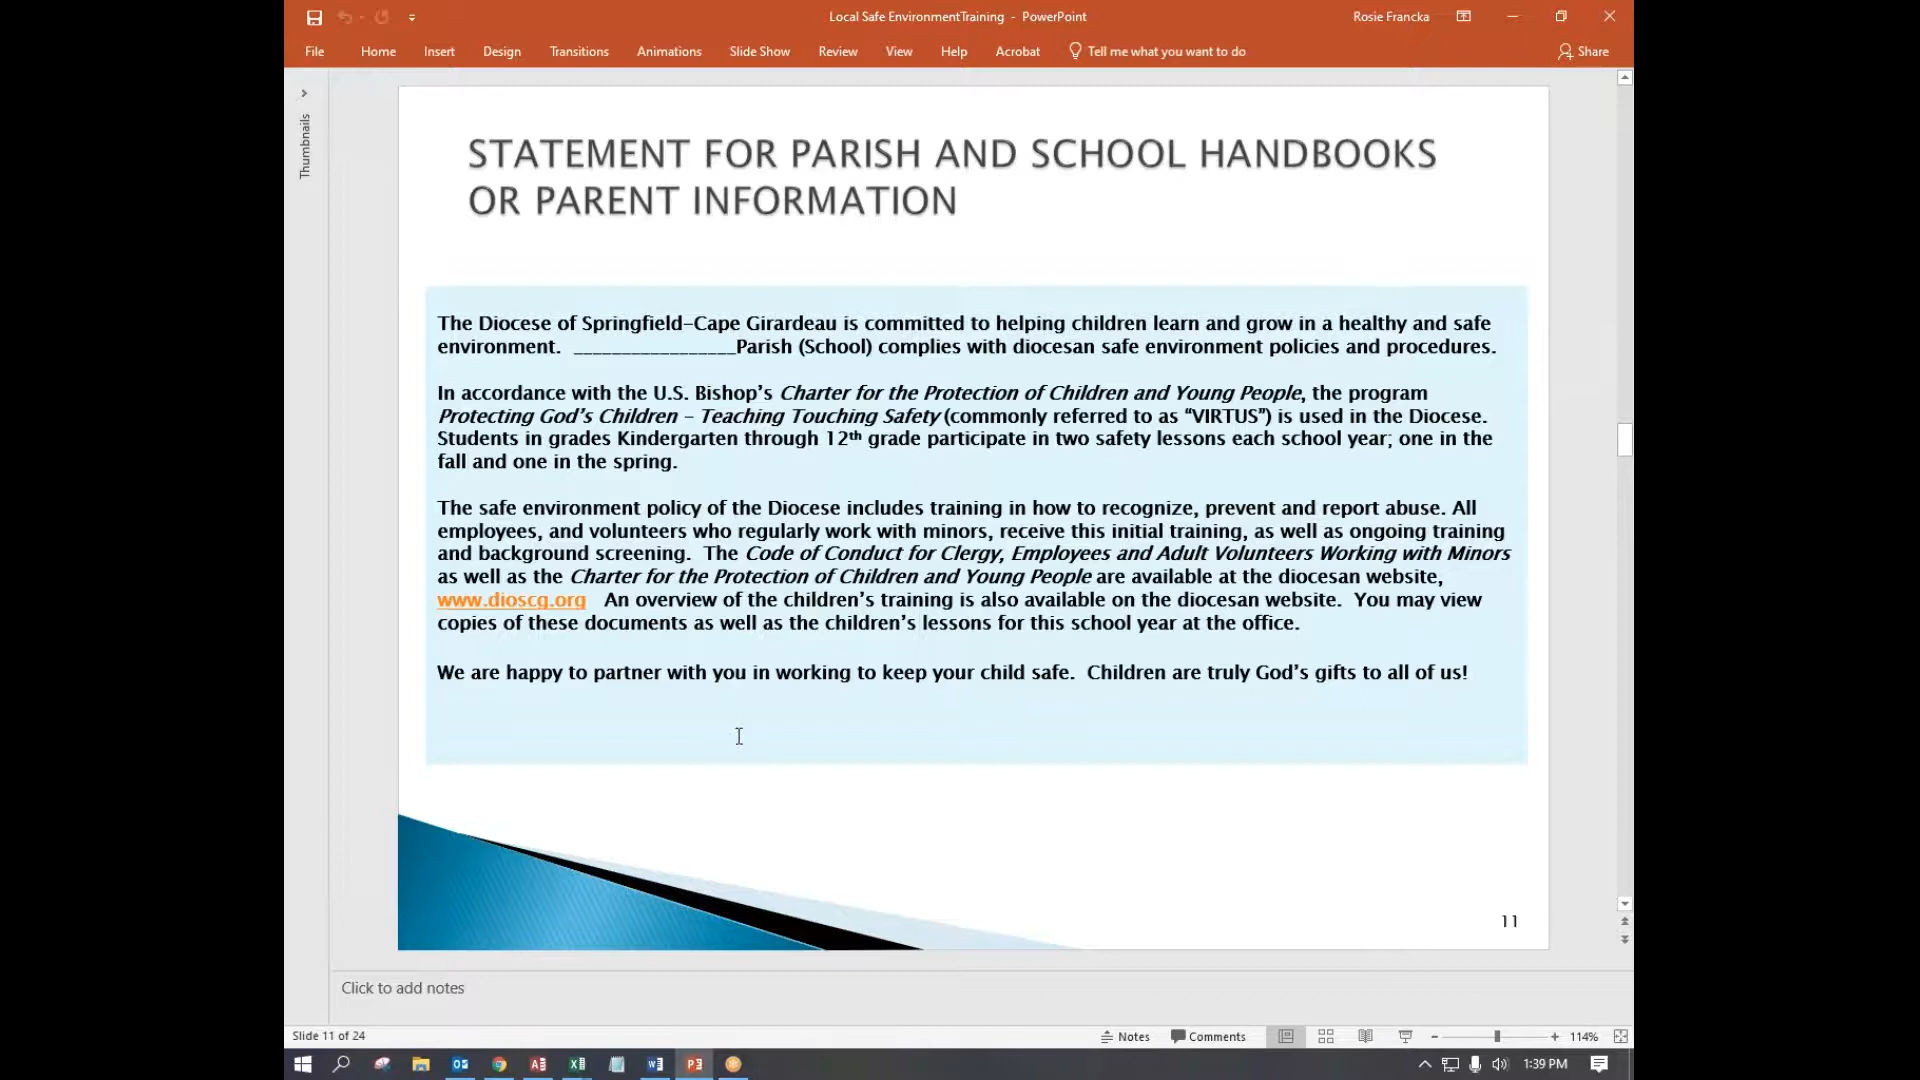 Local Safe EnvironmentTraining - PowerPoint
Rosie Francka
File Home Insert Design Transitions Animations Slide Show Review View Help Acrobat Tell me what you want to do Share
Thumbnails
STATEMENT FOR PARISH AND SCHOOL HANDBOOKS
OR PARENT INFORMATION
The Diocese of Springfield-Cape Girardeau is committed to helping children learn and grow in a healthy and safe
environment. _________________Parish (School) complies with diocesan safe environment policies and procedures.
In accordance with the U.S. Bishop's Charter for the Protection of Children and Young People, the program
Protecting God's Children - Teaching Touching Safety (commonly referred to as "VIRTUS") is used in the Diocese.
Students in grades Kindergarten through 12th grade participate in two safety lessons each school year; one in the
fall and one in the spring.
The safe environment policy of the Diocese includes training in how to recognize, prevent and report abuse. All
employees, and volunteers who regularly work with minors, receive this initial training, as well as ongoing training
and background screening. The Code of Conduct for Clergy, Employees and Adult Volunteers Working with Minors
as well as the Charter for the Protection of Children and Young People are available at the diocesan website,
www.dioscg.org An overview of the children's training is also available on the diocesan website. You may view
copies of these documents as well as the children's lessons for this school year at the office.
We are happy to partner with you in working to keep your child safe. Children are truly God's gifts to all of us!
11
Click to add notes
Slide 11 of 24
Notes Comments 114%
1:39 PM